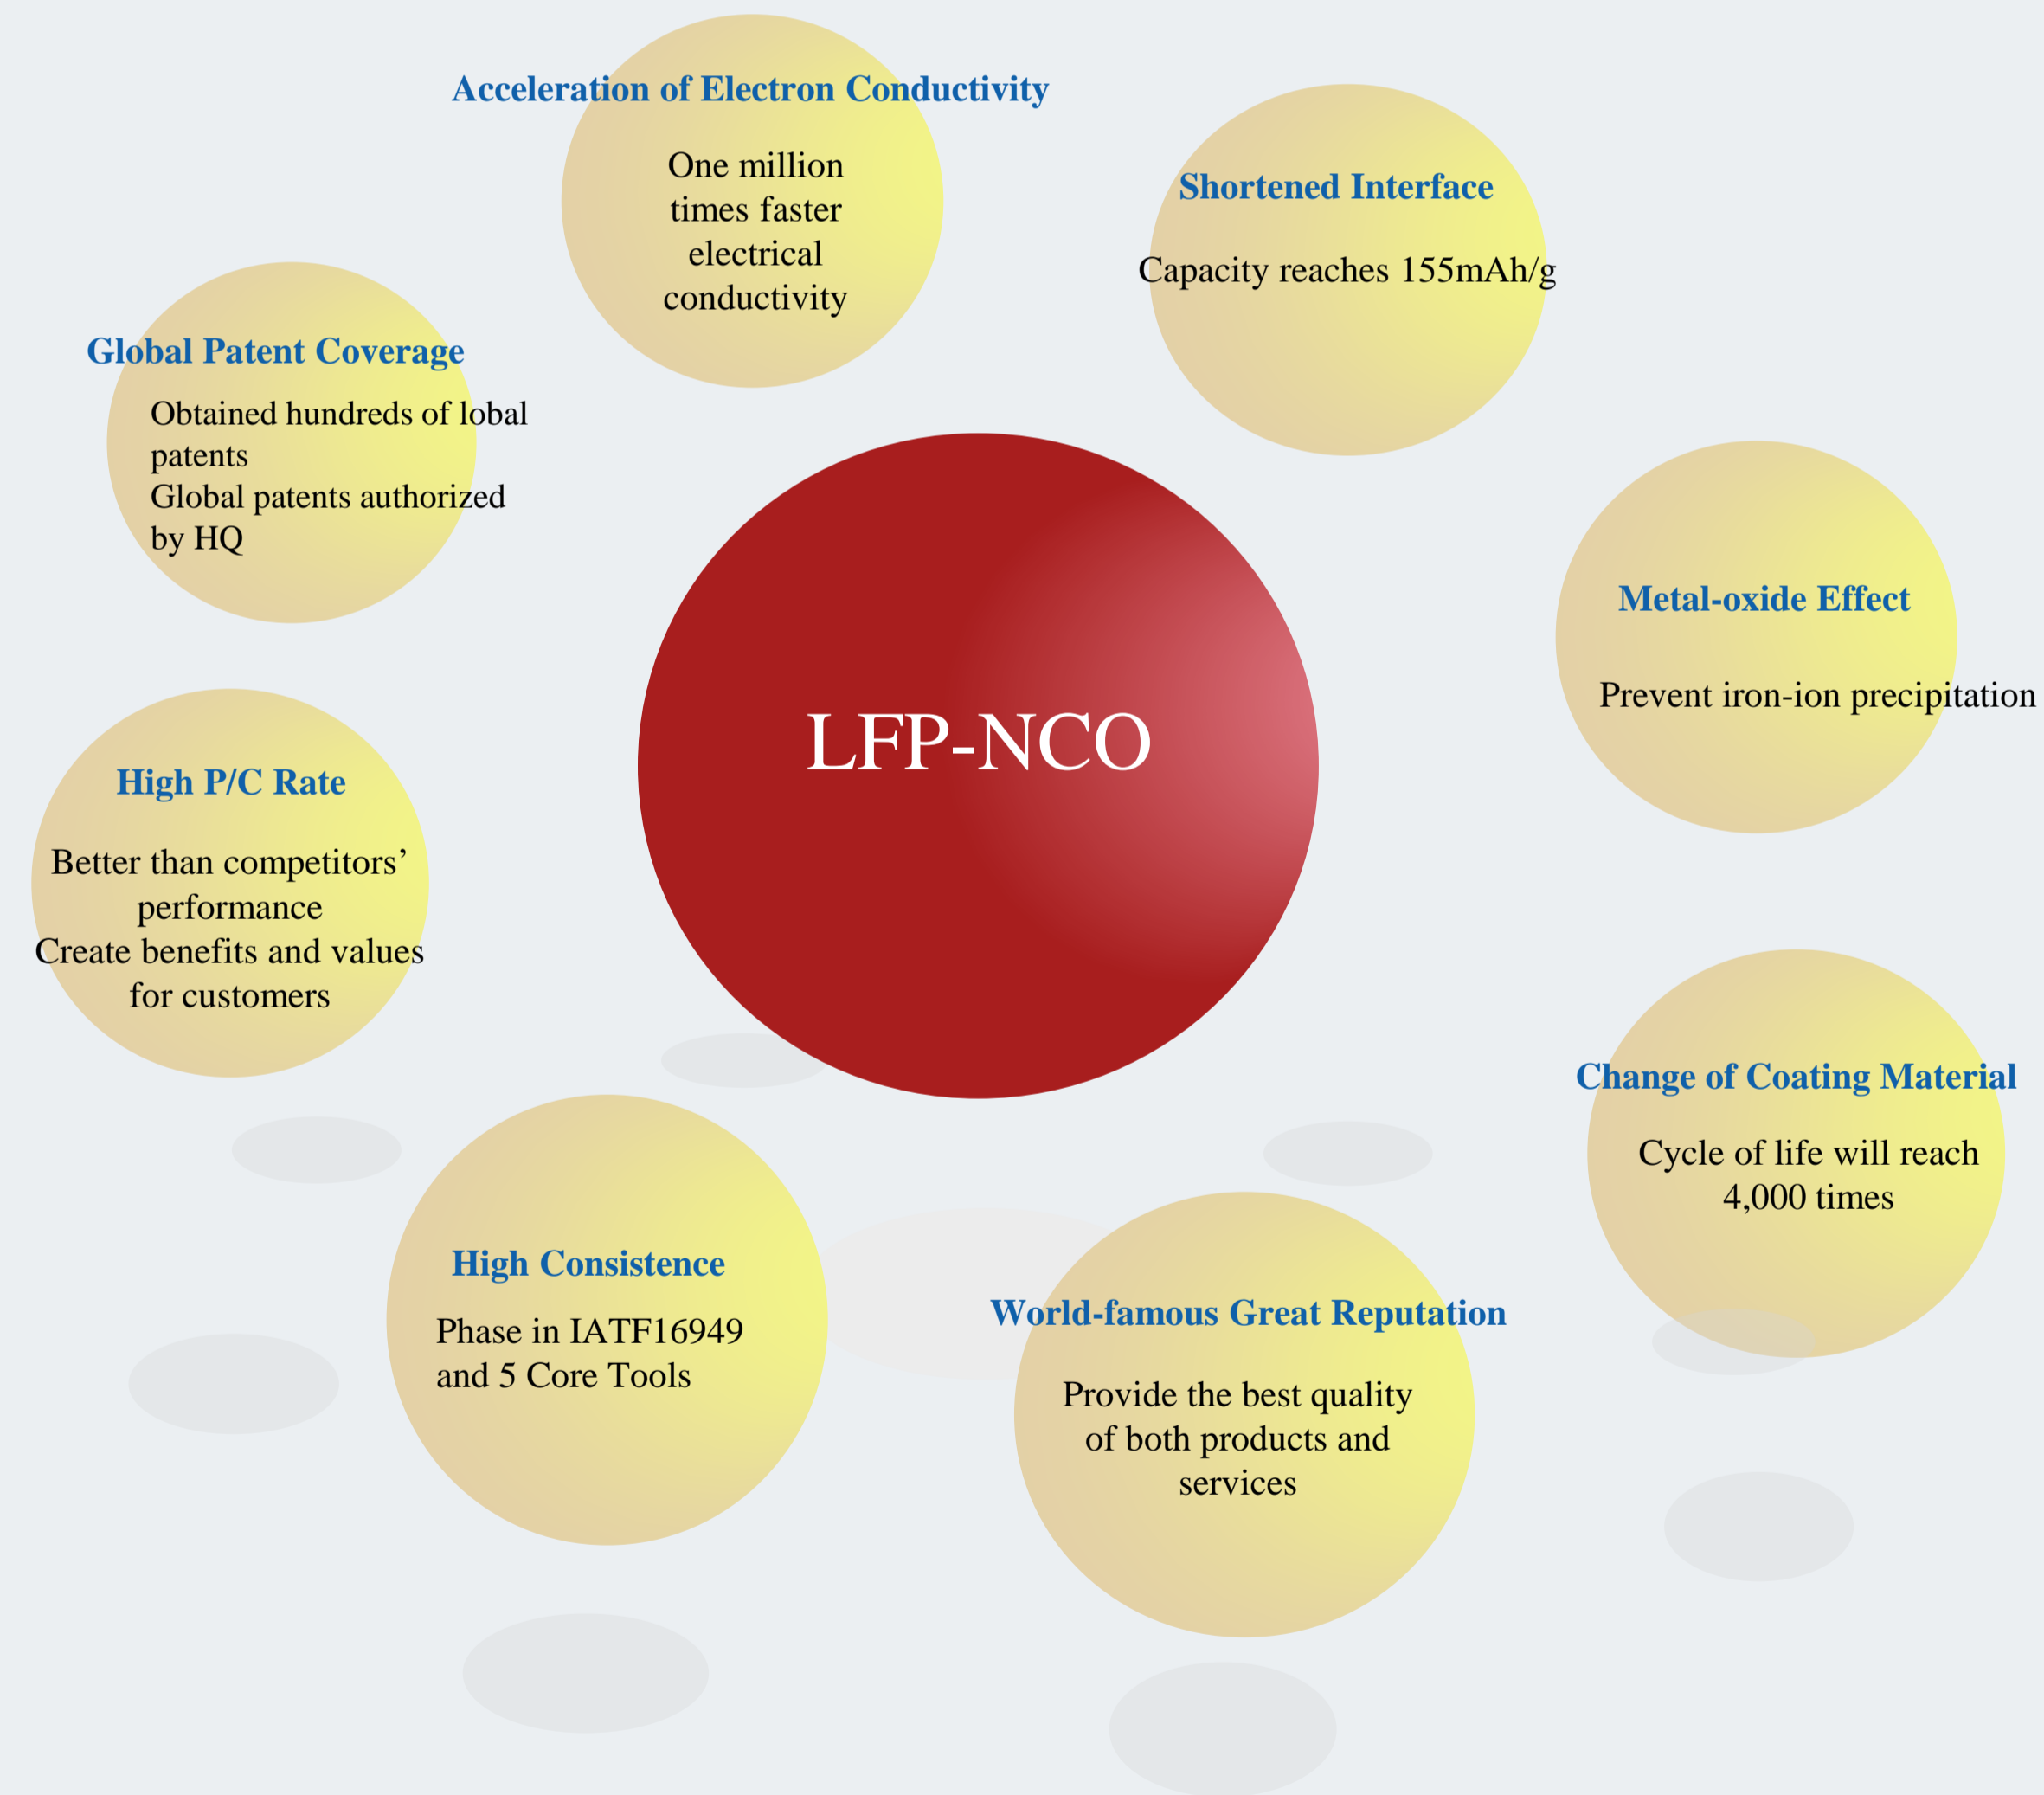 Acceleration of Electron Conductivity
One million
times faster
electrical
conductivity
Shortened Interface
Capacity reaches 155mAh/g
Global Patent Coverage
Obtained hundreds of lobal
patents
Global patents authorized
by HQ
Metal-oxide Effect
Prevent iron-ion precipitation
LFP-NCO
High P/C Rate
Better than competitors’
performance
Create benefits and values
for customers
Change of Coating Material
Cycle of life will reach
4,000 times
High Consistence
Phase in IATF16949
and 5 Core Tools
World-famous Great Reputation
Provide the best quality
of both products and
services